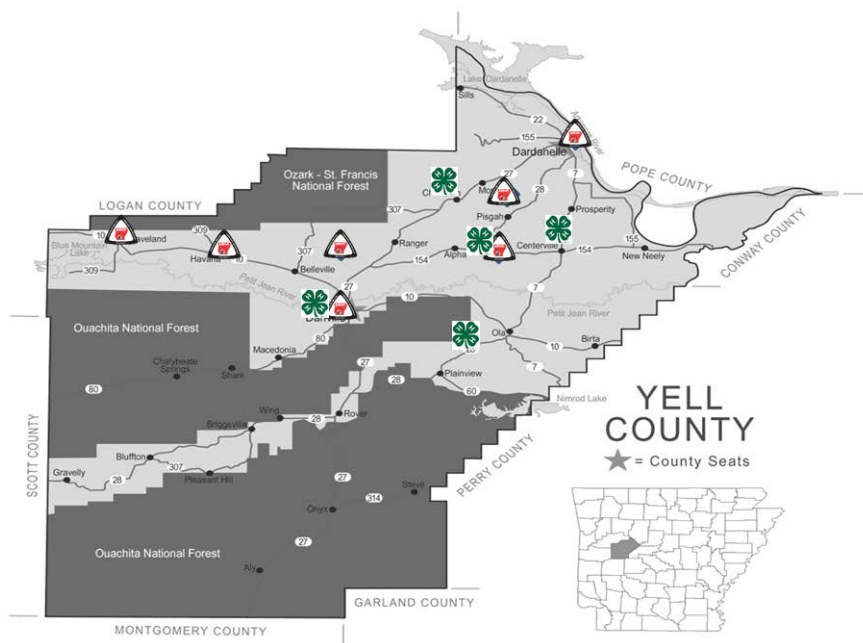 Lake Dardanelle
Sills
22
155
Arkansas River
Dardanelle
POPE COUNTY
Ozark - St. Francis
National Forest
27
28
7
LOGAN COUNTY
307
Pisgah
Prosperity
CONWAY COUNTY
10
309
Havana
10
307
Ranger
Alpha
154
Centerville
154
155
New Neely
Blue Mountain
Lake
309
Belleville
27
Petit Jean River
10
7
Petit Jean River
Ouachita National Forest
80
Macedonia
Ola
10
Birta
Chalybeate
Springs
Shark
27
28
Plainview
7
60
Nimrod Lake
80
Wing
28
Rover
Briggsville
YELL
COUNTY
= County Seats
SCOTT COUNTY
Bluffton
307
Gravelly
28
Pleasant Hill
PERRY COUNTY
27
Steve
314
Onyx
Ouachita National Forest
27
Aly
GARLAND COUNTY
MONTGOMERY COUNTY